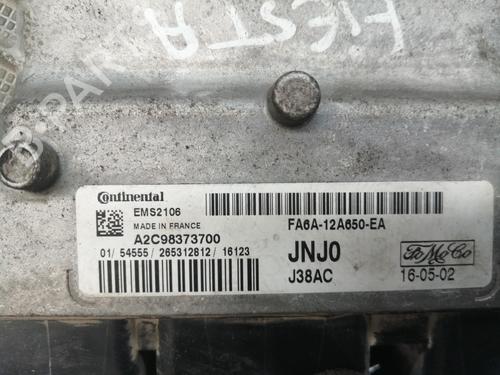 FIESTA
Continental
EMS2106
MADE IN FRANCE
A2C98373700
01/ 54555/ 265312812/ 16123
FA6A-12A650-EA
JNJ0
J38AC
FoMoCo
16-05-02